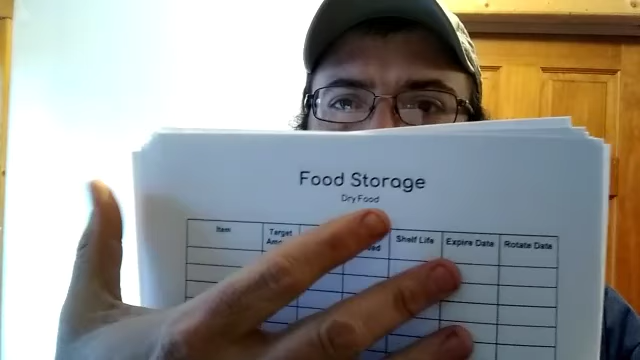 Food Storage
Dry Food
Item Target Shelf Life Expire Date Rotate Date